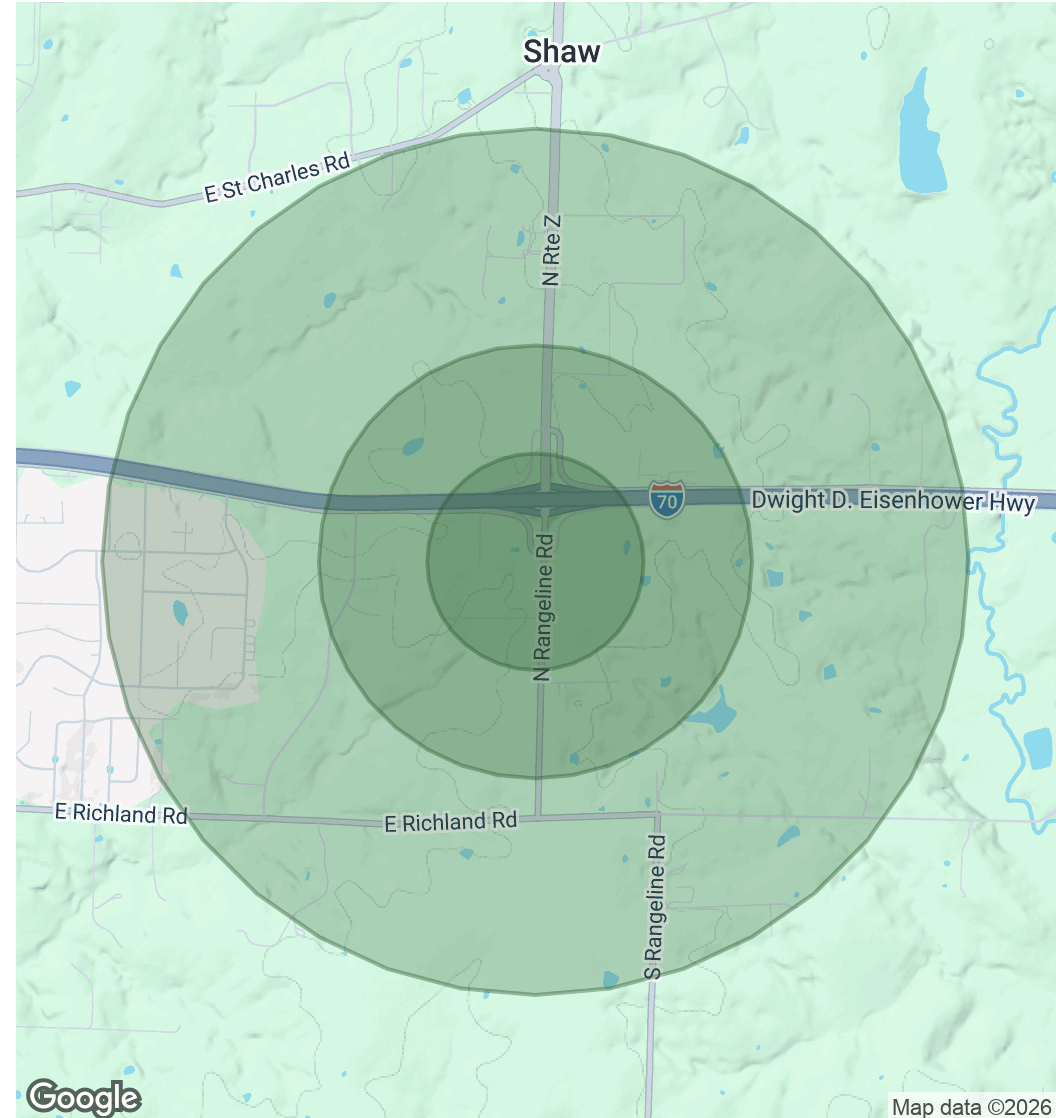 Shaw
E St Charles Rd
N Rte Z
70
Dwight D. Eisenhower Hwy
N Rangeline Rd
E Richland Rd
E Richland Rd
S Rangeline Rd
Google
Map data ©2026